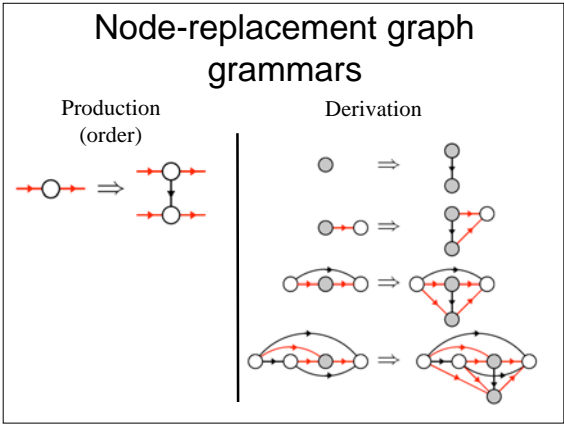 Node-replacement graph
grammars
Production
(order)
Derivation
⇒
⇒
⇒
⇒
⇒